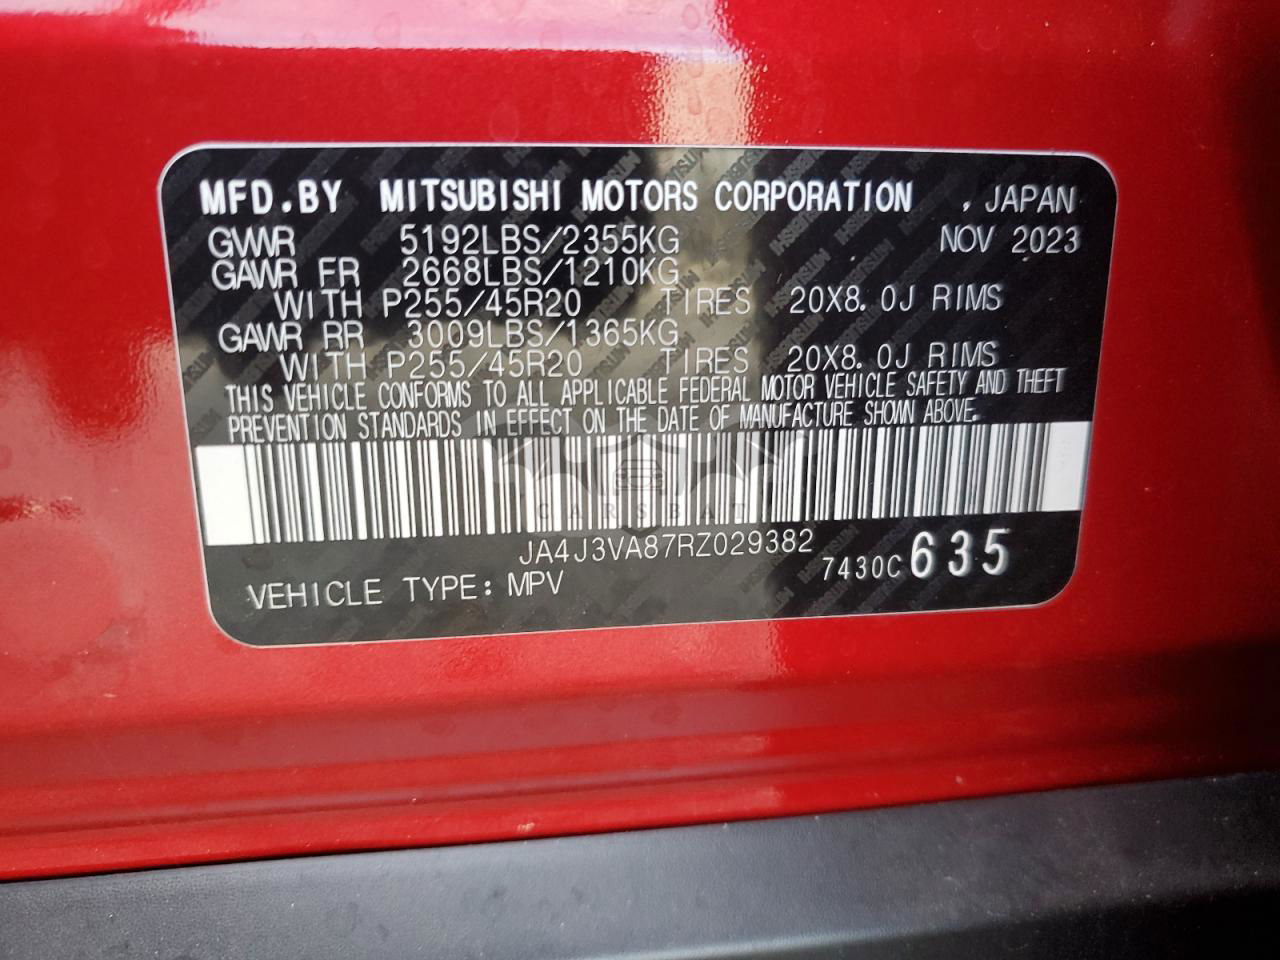 MFD.BY MITSUBISHI MOTORS CORPORATION , JAPAN
GVWR 5192LBS/2355KG NOV 2023
GAWR FR 2668LBS/1210KG
WITH P255/45R20 TIRES 20X8.0J RIMS
GAWR RR 3009LBS/1365KG
WITH P255/45R20 TIRES 20X8.0J RIMS
THIS VEHICLE CONFORMS TO ALL APPLICABLE FEDERAL MOTOR VEHICLE SAFETY AND THEFT
PREVENTION STANDARDS IN EFFECT ON THE DATE OF MANUFACTURE SHOWN ABOVE.
CARSBAT
JA4J3VA87RZ029382
7430C 635
VEHICLE TYPE: MPV